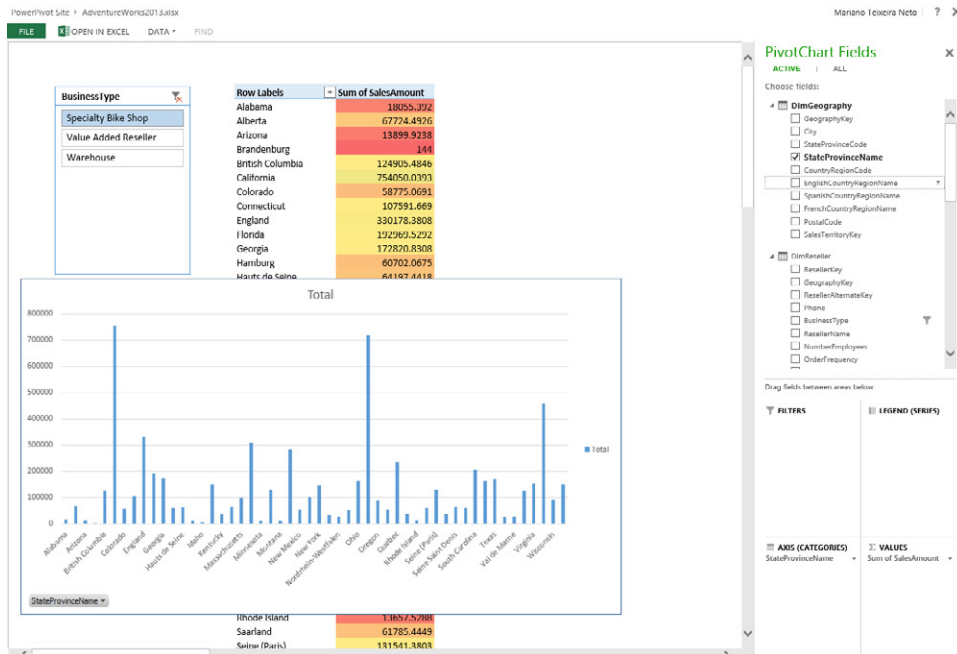 PowerPivot Site › AdventureWorks2013.xlsx
Mariano Teixeira Neto ?
FILE
OPEN IN EXCEL
DATA
FIND
BusinessType
Specialty Bike Shop
Value Added Reseller
Warehouse
Row Labels Sum of SalesAmount
Alabama 18055.392
Alberta 67724.4926
Arizona 13899.9238
Brandenburg 144
British Columbia 124905.4846
California 754050.0393
Colorado 58775.0691
Connecticut 107591.669
England 330178.3808
Florida 192969.5292
Georgia 172820.8308
Hamburg 60702.0675
Hauts de Seine 64197.4418
Total
800000
700000
600000
500000
400000
300000
200000
100000
0
Alabama
Arizona
British Columbia
Colorado
England
Georgia
Hauts de Seine
Idaho
Kentucky
Massachusetts
Minnesota
Montana
New Mexico
New York
Nordrhein-Westfalen
Ohio
Oregon
Quebec
Rhode Island
Seine (Paris)
Seine Saint Denis
South Carolina
Texas
Val de Marne
Virginia
Wisconsin
Total
StateProvinceName
Rhode Island 13657.5288
Saarland 61785.4449
Seine (Paris) 131541.3803
PivotChart Fields
ACTIVE | ALL
Choose fields:
DimGeography
GeographyKey
City
StateProvinceCode
StateProvinceName
CountryRegionCode
EnglishCountryRegionName
SpanishCountryRegionName
FrenchCountryRegionName
PostalCode
SalesTerritoryKey
DimReseller
ResellerKey
GeographyKey
ResellerAlternateKey
Phone
BusinessType
ResellerName
NumberEmployees
OrderFrequency
Drag fields between areas below:
FILTERS
LEGEND (SERIES)
AXIS (CATEGORIES)
StateProvinceName
Σ VALUES
Sum of SalesAmount